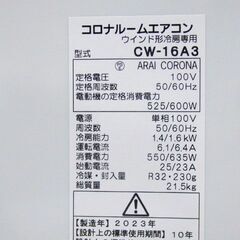 コロナルームエアコン
ウインド形冷房専用
型式 CW-16A3
ARAI CORONA
定格電圧 100V
定格周波数 50/60Hz
電動機の定格消費電力
525/600W
電源 単相100V
周波数 50/60Hz
冷房能力 1.4/1.6kW
運転電流 6.1/6.4A
消費電力 550/635W
始動電流 25/23A
冷媒・封入量 R32・230g
総質量 21.5kg
【製造年】2023年
【設計上の標準使用期間】10年